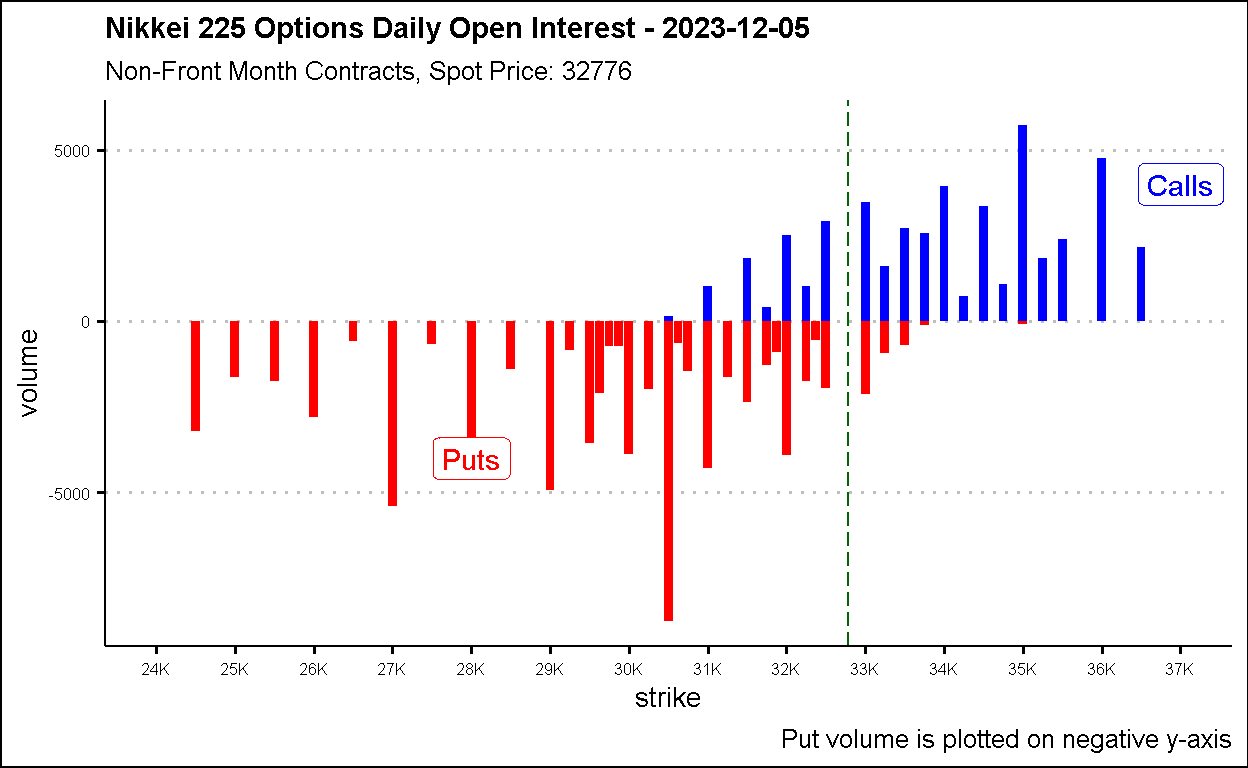 Nikkei 225 Options Daily Open Interest - 2023-12-05
Non-Front Month Contracts, Spot Price: 32776
5000
0
-5000
volume
Calls
Puts
24K 25K 26K 27K 28K 29K 30K 31K 32K 33K 34K 35K 36K 37K
strike
Put volume is plotted on negative y-axis